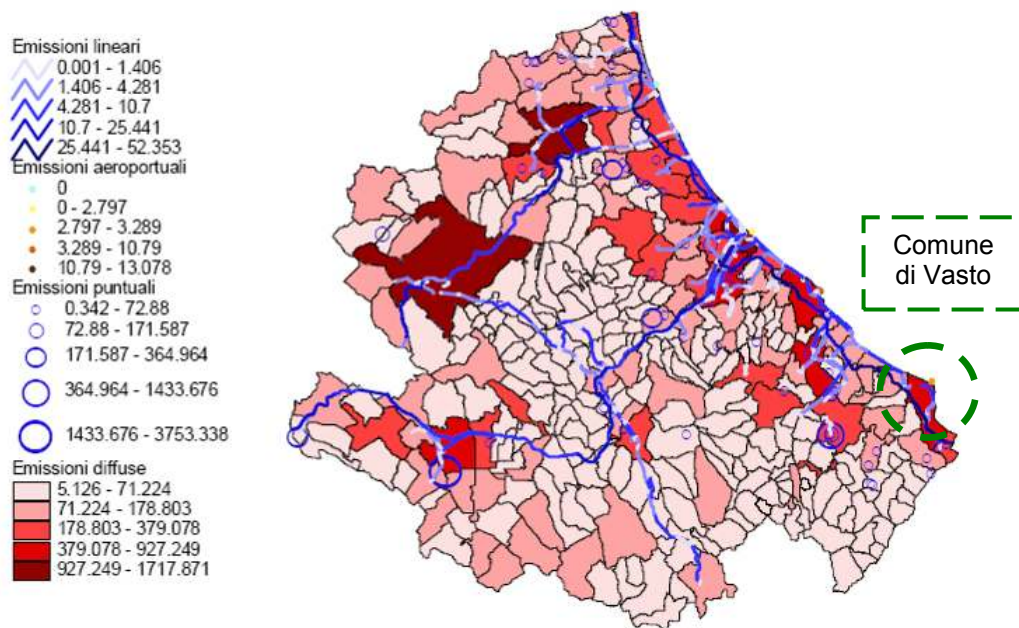 Emissioni lineari
0.001 - 1.406
1.406 - 4.281
4.281 - 10.7
10.7 - 25.441
25.441 - 52.353
Emissioni aeroportuali
0
0 - 2.797
2.797 - 3.289
3.289 - 10.79
10.79 - 13.078
Emissioni puntuali
0.342 - 72.88
72.88 - 171.587
171.587 - 364.964
364.964 - 1433.676
1433.676 - 3753.338
Emissioni diffuse
5.126 - 71.224
71.224 - 178.803
178.803 - 379.078
379.078 - 927.249
927.249 - 1717.871
Comune
di Vasto